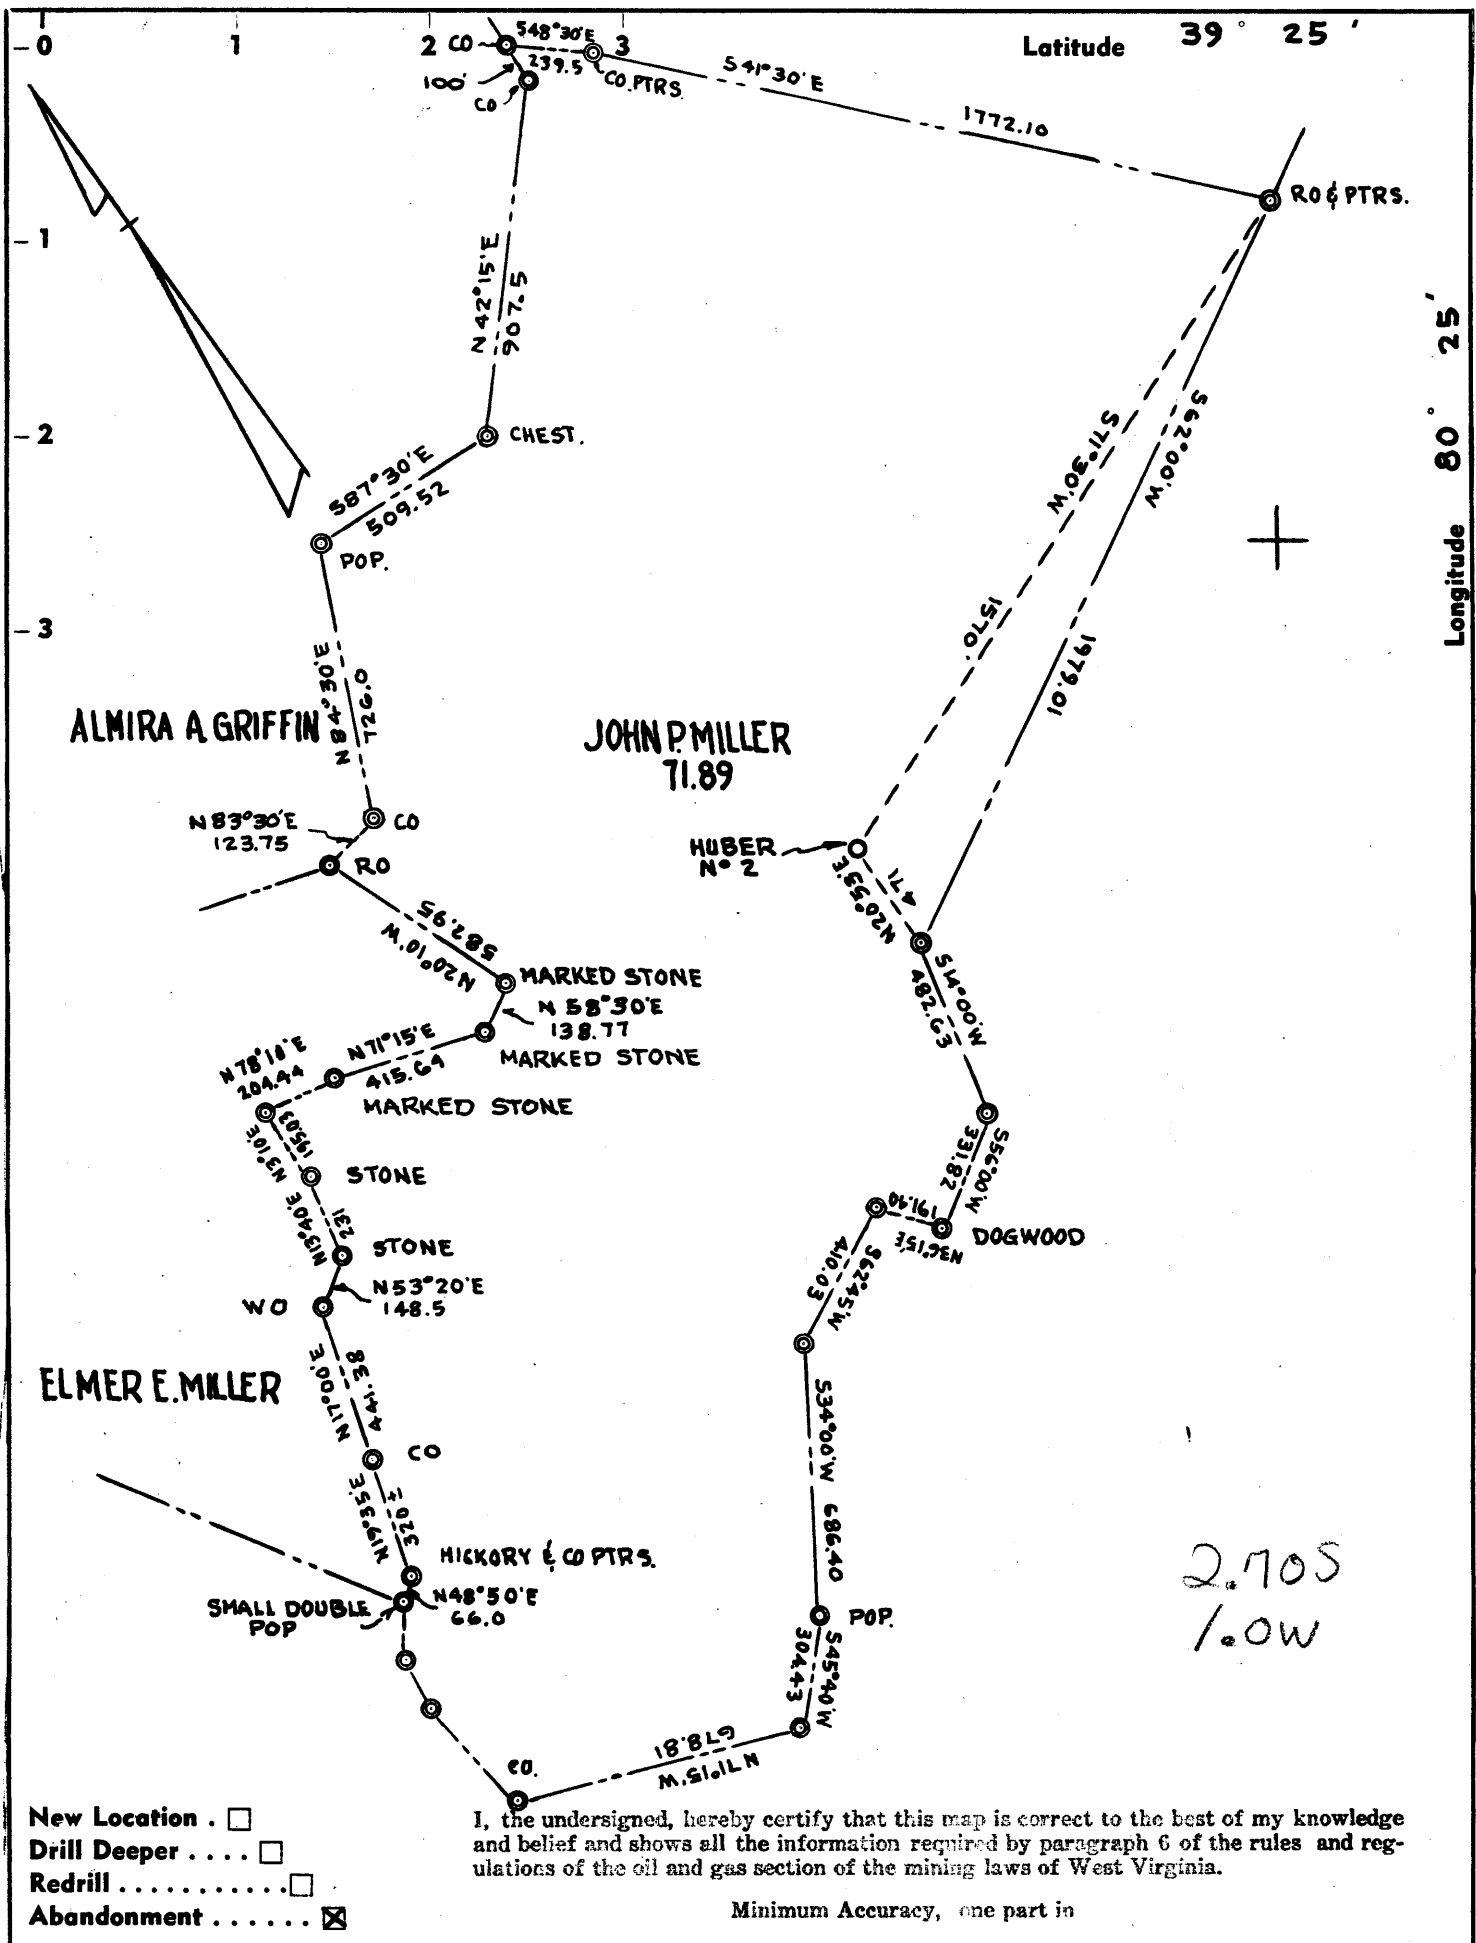 0 1 2 3
Latitude 39° 25'
1
2
3
Longitude 80° 25'
CO
S48°30'E
239.5
CO.PTRS.
100'
CO
S41°30'E
1772.10
RO & PTRS.
N42°15'E
907.5
CHEST.
S87°30'E
509.52
POP.
S71°30'W
1570.'
S62°00'W
1979.01
N84°30'E
726.0
ALMIRA A. GRIFFIN
JOHN P. MILLER
71.89
N83°30'E
123.75
CO
RO
HUBER
No 2
N20°53'E
471
582.95
N20°10'W
MARKED STONE
N58°30'E
138.77
MARKED STONE
S14°00'W
482.63
N71°15'E
415.64
MARKED STONE
N78°10'E
204.44
N3°10'E
195.03
STONE
S56°00'W
331.82
N13°40'E
231
STONE
191.40
N36°15'E
DOGWOOD
N53°20'E
148.5
WO
S62°45'W
410.03
N17°00'E
441.38
ELMER E. MILLER
S34°00'W 686.40
CO
N19°35'E
320±
HICKORY & CO PTRS.
N48°50'E
66.0
SMALL DOUBLE
POP
POP.
S45°40'W
304.43
678.81
N71°15'W
CO.
2.70S
1.0W
New Location . ☐
Drill Deeper . . . . ☐
Redrill . . . . . . . . . . . ☐
Abandonment . . . . . . ☒
I, the undersigned, hereby certify that this map is correct to the best of my knowledge
and belief and shows all the information required by paragraph 6 of the rules and reg-
ulations of the oil and gas section of the mining laws of West Virginia.
Minimum Accuracy, one part in